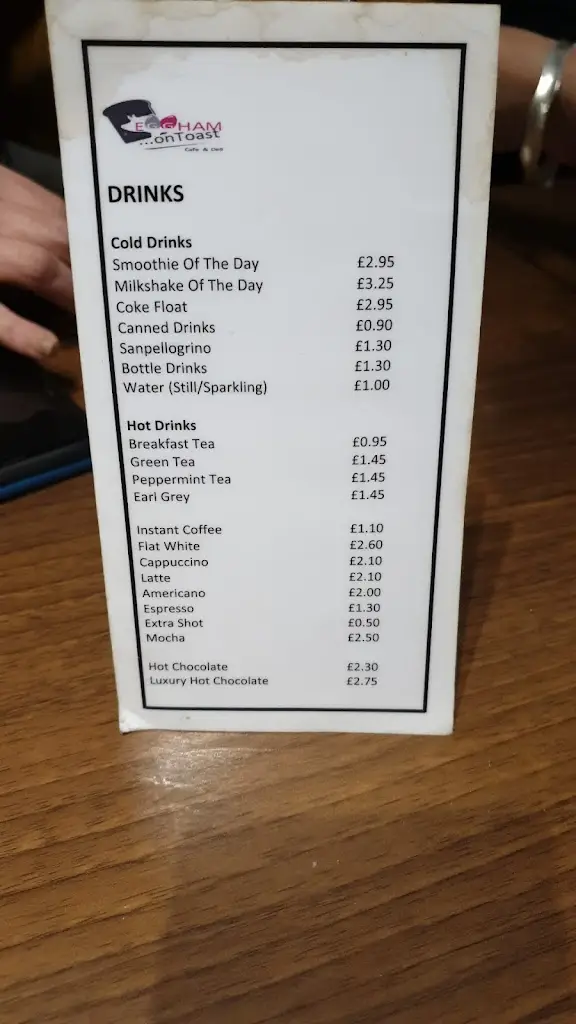 EGGHAM
...onToast
Cafe & Deli
DRINKS
Cold Drinks
Smoothie Of The Day £2.95
Milkshake Of The Day £3.25
Coke Float £2.95
Canned Drinks £0.90
Sanpellogrino £1.30
Bottle Drinks £1.30
Water (Still/Sparkling) £1.00
Hot Drinks
Breakfast Tea £0.95
Green Tea £1.45
Peppermint Tea £1.45
Earl Grey £1.45
Instant Coffee £1.10
Flat White £2.60
Cappuccino £2.10
Latte £2.10
Americano £2.00
Espresso £1.30
Extra Shot £0.50
Mocha £2.50
Hot Chocolate £2.30
Luxury Hot Chocolate £2.75